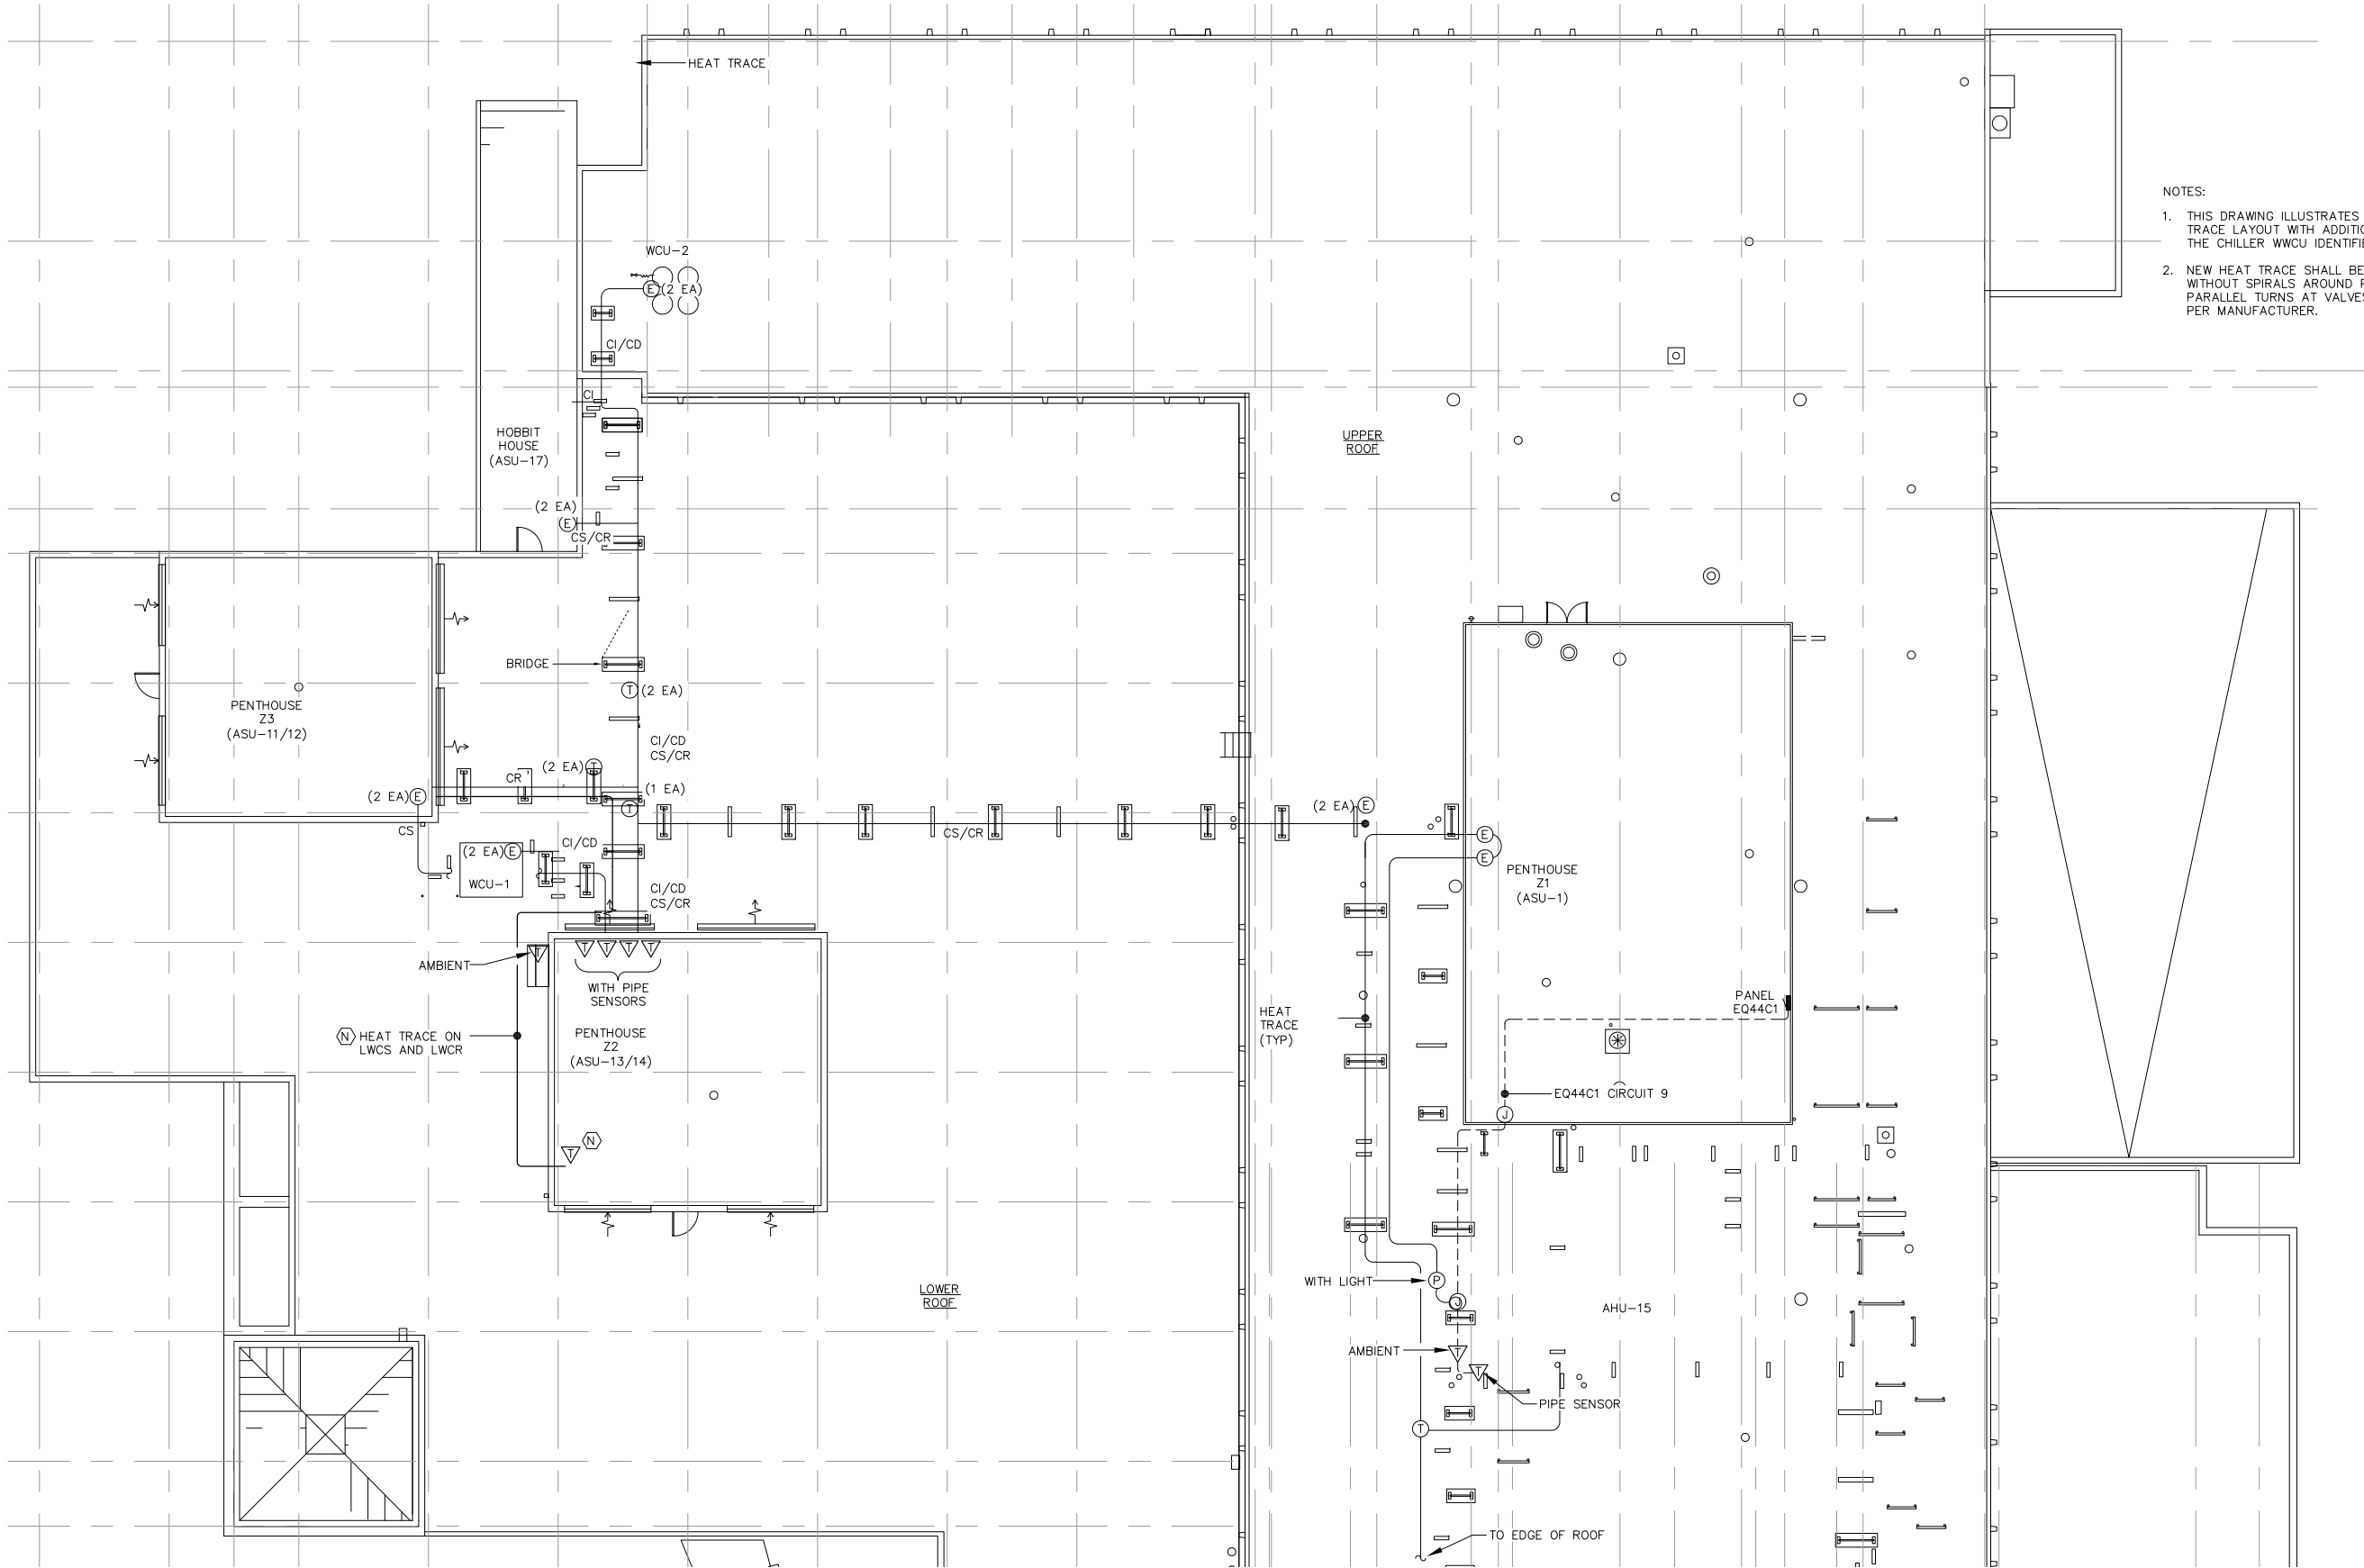 HEAT TRACE
NOTES:
1. THIS DRAWING ILLUSTRATES
TRACE LAYOUT WITH
THE CHILLER WWCU
2. NEW HEAT TRACE SHALL BE
WITHOUT SPIRALS AROUND
PARALLEL TURNS AT
PER MANUFACTURER.
WCU-2
E (2 EA)
CI/CD
CI
HOBBIT
HOUSE
(ASU-17)
UPPER
ROOF
(2 EA)
(E)
CS/CR
BRIDGE
T (2 EA)
PENTHOUSE
Z3
(ASU-11/12)
CI/CD
CS/CR
(2 EA) T
CR
(1 EA)
T
(2 EA) E
CS
CS/CR
(2 EA) E
E
E
CI/CD
(2 EA) E
WCU-1
CI/CD
CS/CR
PENTHOUSE
Z1
(ASU-1)
T
T T T T
AMBIENT
WITH PIPE
SENSORS
PANEL
EQ44C1
HEAT
TRACE
(TYP)
N HEAT TRACE ON
LWCS AND LWCR
PENTHOUSE
Z2
(ASU-13/14)
EQ44C1 CIRCUIT 9
J
N
T
WITH LIGHT
P
LOWER
ROOF
J
AHU-15
AMBIENT
T
T
PIPE SENSOR
T
TO EDGE OF ROOF